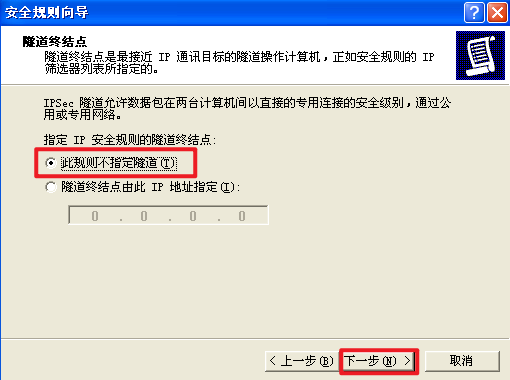 安全规则向导
隧道终结点
隧道终结点是最接近 IP 通讯目标的隧道操作计算机，正如安全规则的 IP
筛选器列表所指定的。
IPSec 隧道允许数据包在两台计算机间以直接的专用连接的安全级别，通过公
用或专用网络。
指定 IP 安全规则的隧道终结点:
此规则不指定隧道(T)
隧道终结点由此 IP 地址指定(I):
0 . 0 . 0 . 0
< 上一步(B) 下一步(N) > 取消